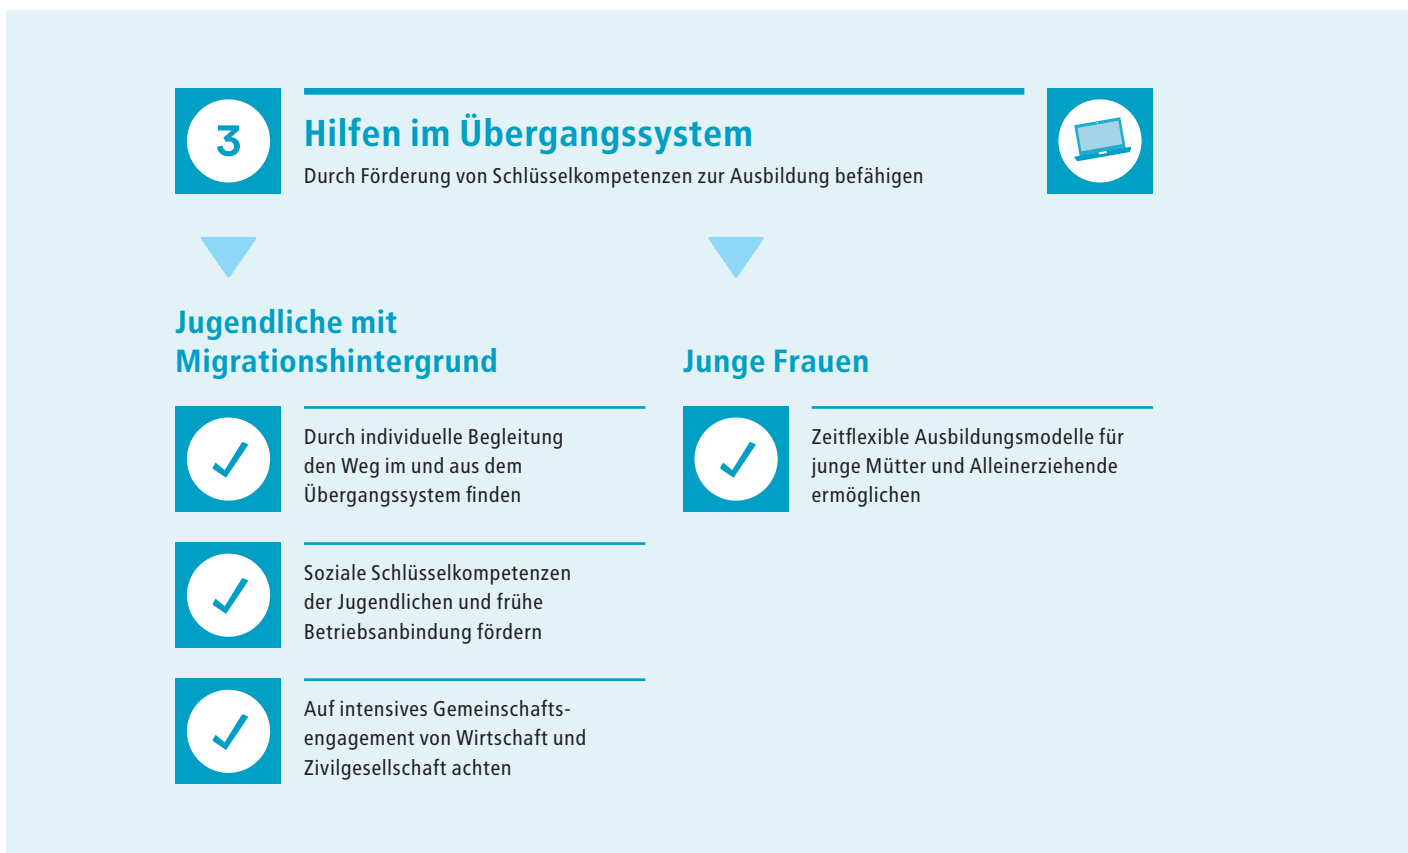 3
Hilfen im Übergangssystem
Durch Förderung von Schlüsselkompetenzen zur Ausbildung befähigen
Jugendliche mit
Migrationshintergrund
Durch individuelle Begleitung
den Weg im und aus dem
Übergangssystem finden
Soziale Schlüsselkompetenzen
der Jugendlichen und frühe
Betriebsanbindung fördern
Auf intensives Gemeinschafts-
engagement von Wirtschaft und
Zivilgesellschaft achten
Junge Frauen
Zeitflexible Ausbildungsmodelle für
junge Mütter und Alleinerziehende
ermöglichen